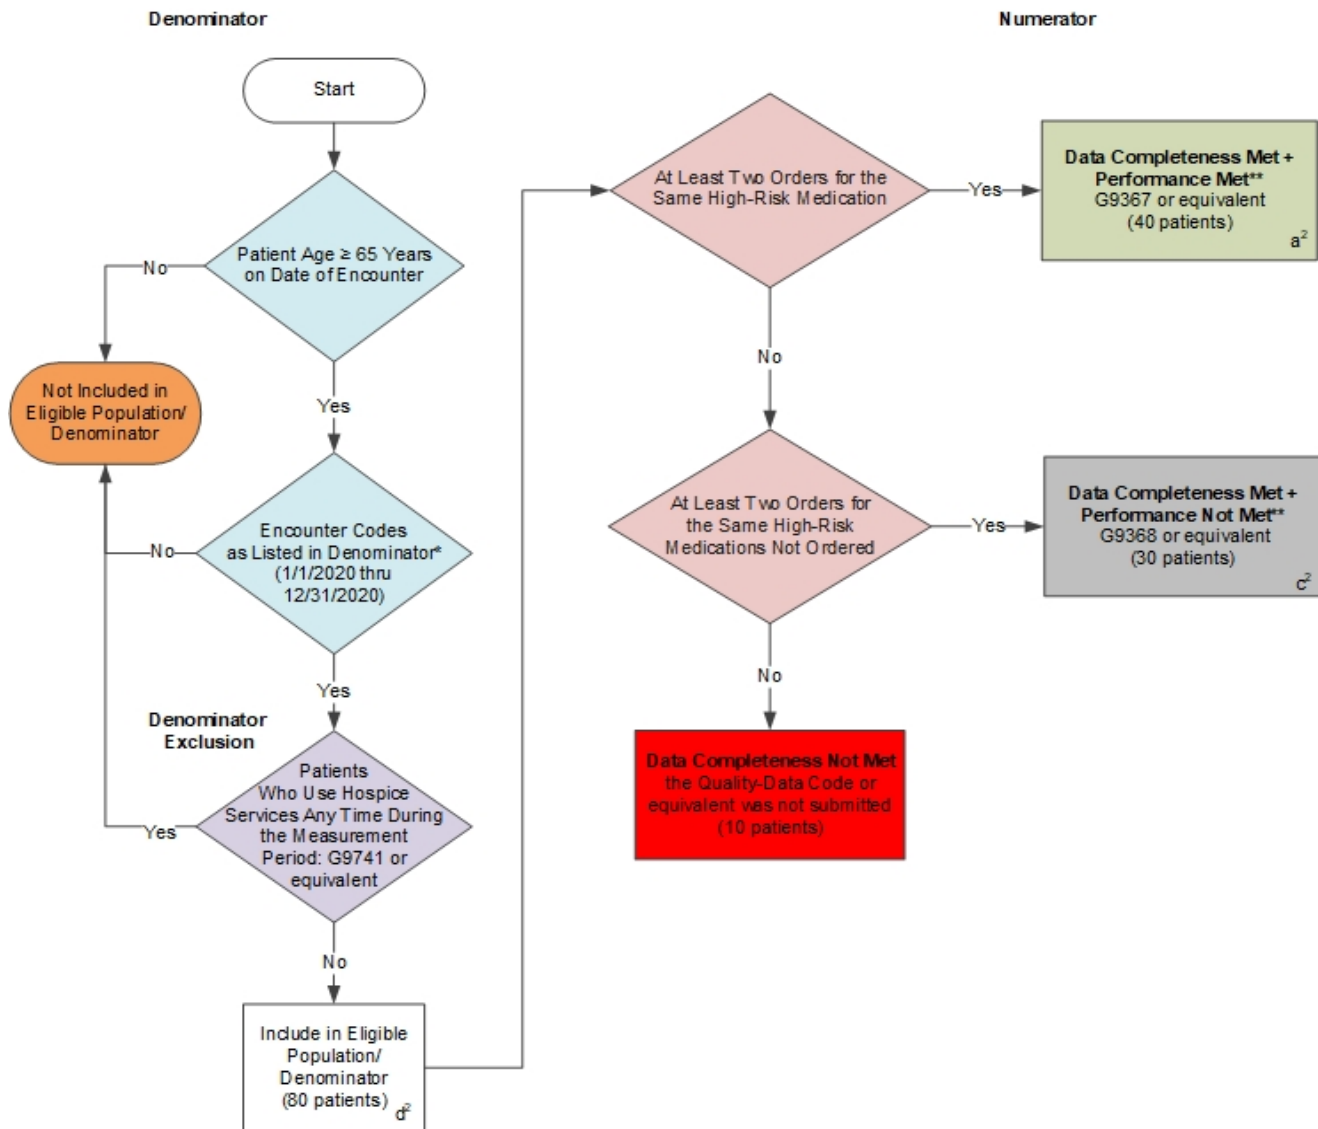 Denominator
Numerator
Start
Patient Age ≥ 65 Years
on Date of Encounter
No
Yes
Not Included in
Eligible Population/
Denominator
Encounter Codes
as Listed in Denominator*
(1/1/2020 thru
12/31/2020)
No
Yes
Denominator
Exclusion
Patients
Who Use Hospice
Services Any Time During
the Measurement
Period: G9741 or
equivalent
Yes
No
Include in Eligible
Population/
Denominator
(80 patients)
d²
At Least Two Orders for the
Same High-Risk Medication
Yes
Data Completeness Met +
Performance Met**
G9367 or equivalent
(40 patients)
a²
No
At Least Two Orders for
the Same High-Risk
Medications Not Ordered
Yes
Data Completeness Met +
Performance Not Met**
G9368 or equivalent
(30 patients)
c²
No
Data Completeness Not Met
the Quality-Data Code or
equivalent was not submitted
(10 patients)